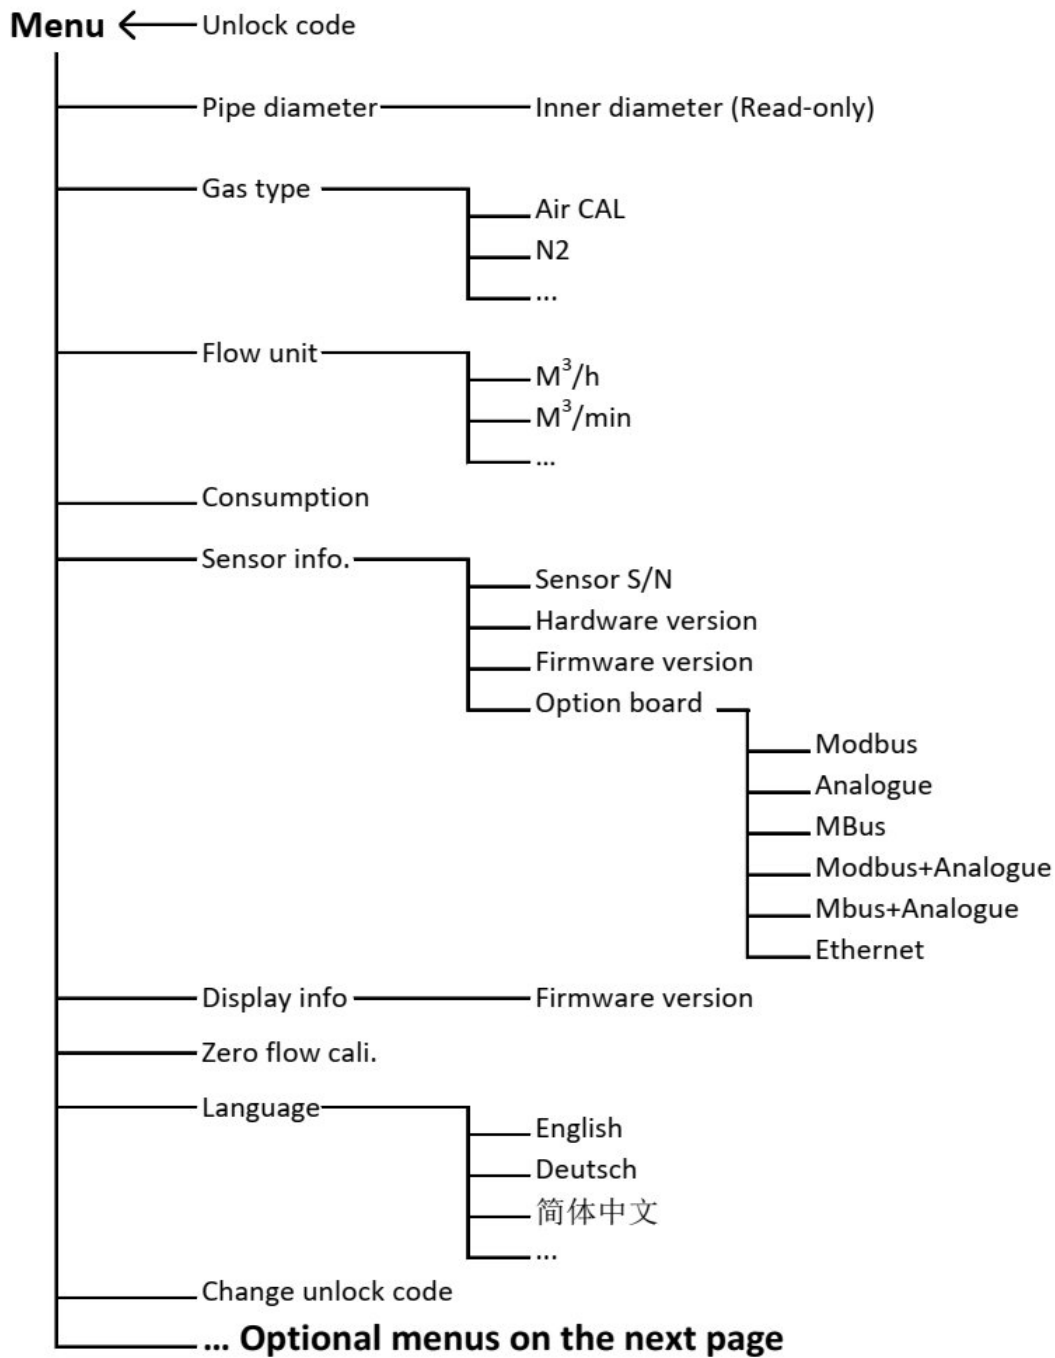 Menu Unlock code
Pipe diameter Inner diameter (Read-only)
Gas type
Air CAL
N2
...
Flow unit
M³/h
M³/min
...
Consumption
Sensor info.
Sensor S/N
Hardware version
Firmware version
Option board
Modbus
Analogue
MBus
Modbus+Analogue
Mbus+Analogue
Ethernet
Display info Firmware version
Zero flow cali.
Language
English
Deutsch
简体中文
...
Change unlock code
... Optional menus on the next page